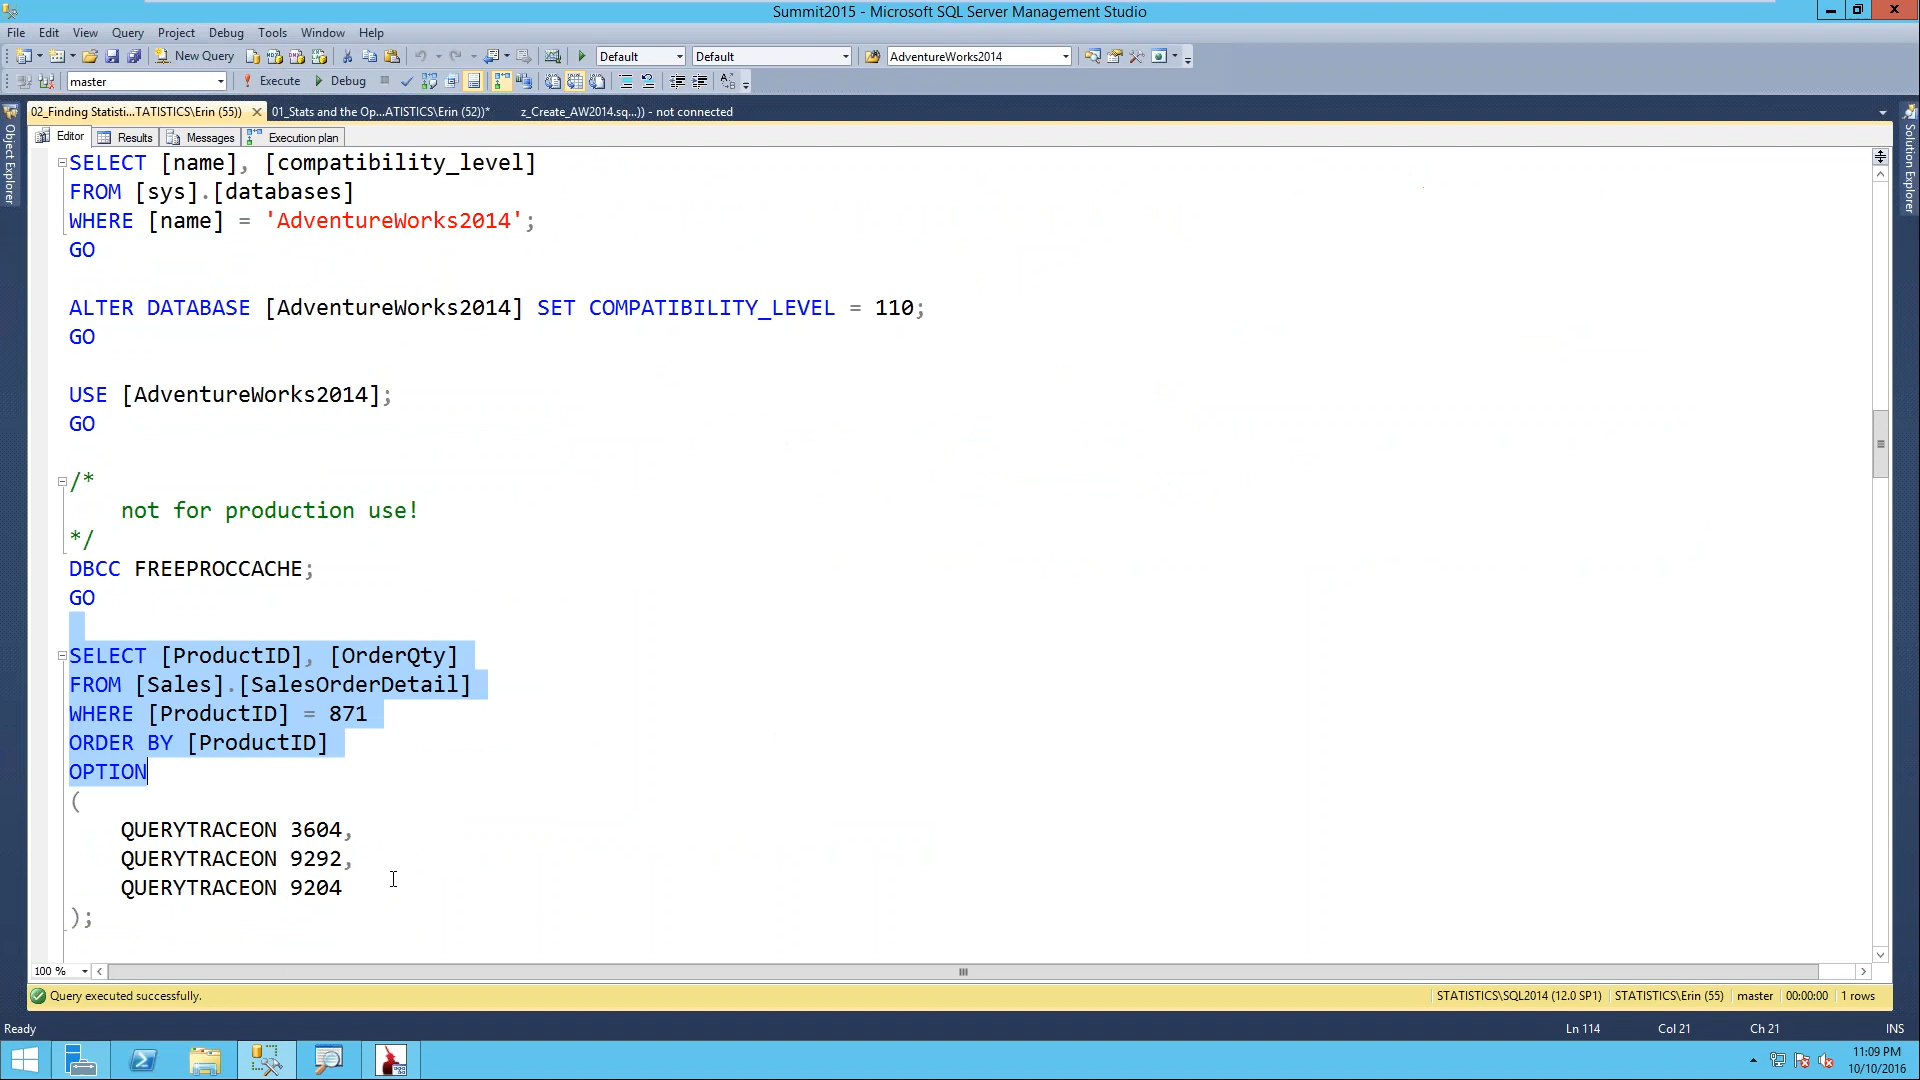 Summit2015 - Microsoft SQL Server Management Studio
File Edit View Query Project Debug Tools Window Help
New Query Default Default AdventureWorks2014
master Execute Debug
02_Finding Statisti...TATISTICS\Erin (55)) 01_Stats and the Op...ATISTICS\Erin (52))* z_Create_AW2014.sq...)) - not connected
Object Explorer
Solution Explorer
Editor Results Messages Execution plan
SELECT [name], [compatibility_level]
FROM [sys].[databases]
WHERE [name] = 'AdventureWorks2014';
GO
ALTER DATABASE [AdventureWorks2014] SET COMPATIBILITY_LEVEL = 110;
GO
USE [AdventureWorks2014];
GO
/*
not for production use!
*/
DBCC FREEPROCCACHE;
GO
SELECT [ProductID], [OrderQty]
FROM [Sales].[SalesOrderDetail]
WHERE [ProductID] = 871
ORDER BY [ProductID]
OPTION
(
QUERYTRACEON 3604,
QUERYTRACEON 9292,
QUERYTRACEON 9204
);
100 %
Query executed successfully. STATISTICS\SQL2014 (12.0 SP1) STATISTICS\Erin (55) master 00:00:00 1 rows
Ready Ln 114 Col 21 Ch 21 INS
11:09 PM
10/10/2016